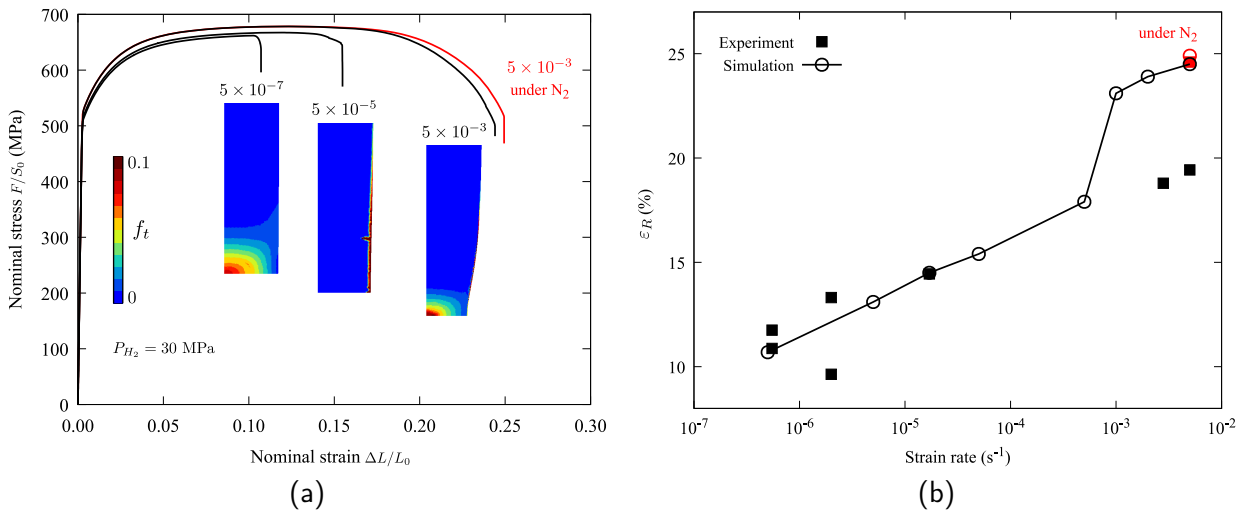 700
600
500
400
300
200
100
0
0.00 0.05 0.10 0.15 0.20 0.25 0.30
Nominal stress F/S₀ (MPa)
Nominal strain ΔL/L₀
5 × 10⁻³
under N₂
5 × 10⁻⁷
5 × 10⁻⁵
5 × 10⁻³
0.1
fₜ
0
P_{H₂} = 30 MPa
(a)
25
20
15
10
10⁻⁷ 10⁻⁶ 10⁻⁵ 10⁻⁴ 10⁻³ 10⁻²
ε_R (%)
Strain rate (s⁻¹)
Experiment
Simulation
under N₂
(b)